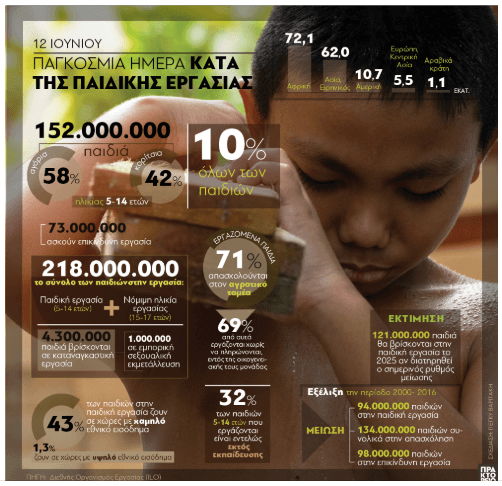 12 ΙΟΥΝΙΟΥ
ΠΑΓΚΟΣΜΙΑ ΗΜΕΡΑ ΚΑΤΑ
ΤΗΣ ΠΑΙΔΙΚΗΣ ΕΡΓΑΣΙΑΣ
72,1
Αφρική
62,0
Ασία,
Ειρηνικός
10,7
Αμερική
Ευρώπη,
Κεντρική
Ασία
5,5
Αραβικά
κράτη
1,1
ΕΚΑΤ.
152.000.000
παιδιά
αγόρια
58%
κορίτσια
42%
ηλικίας 5-14 ετών
10%
όλων των
παιδιών
73.000.000
ασκούν επικίνδυνη εργασία
218.000.000
το σύνολο των παιδιώνστην εργασία:
Παιδική εργασία
(5-14 ετών)
+
Νόμιμη ηλικία
εργασίας
(15-17 ετών)
4.300.000
παιδιά βρίσκονται
σε καταναγκαστική
εργασία
1.000.000
σε εμπορική
σεξουαλική
εκμετάλλευση
43%
των παιδιών στην
παιδική εργασία ζουν
σε χώρες με χαμηλό
εθνικό εισόδημα
1,3%
ζουν σε χώρες με υψηλό εθνικό εισόδημα
ΕΡΓΑΖΟΜΕΝΑ ΠΑΙΔΙΑ
71%
απασχολούνται
στον αγροτικό
τομέα
69%
από αυτά
εργάζονται χωρίς
να πληρώνονται,
εντός της οικογενει-
ακής τους μονάδας
32%
των παιδιών
5-14 ετών που
εργάζονται
είναι εντελώς
εκτός
εκπαίδευσης
ΕΚΤΙΜΗΣΗ
121.000.000 παιδιά
θα βρίσκονται στην
παιδική εργασία το
2025 αν διατηρηθεί
ο σημερινός ρυθμός
μείωσης
Εξέλιξη την περίοδο 2000- 2016
ΜΕΙΩΣΗ
94.000.000 παιδιών
στην παιδική εργασία
134.000.000 παιδιών συ-
νολικά στην απασχόληση
98.000.000 παιδιών
στην επικίνδυνη εργασία
ΠΗΓΗ: Διεθνής Οργανισμός Εργασίας (ILO)